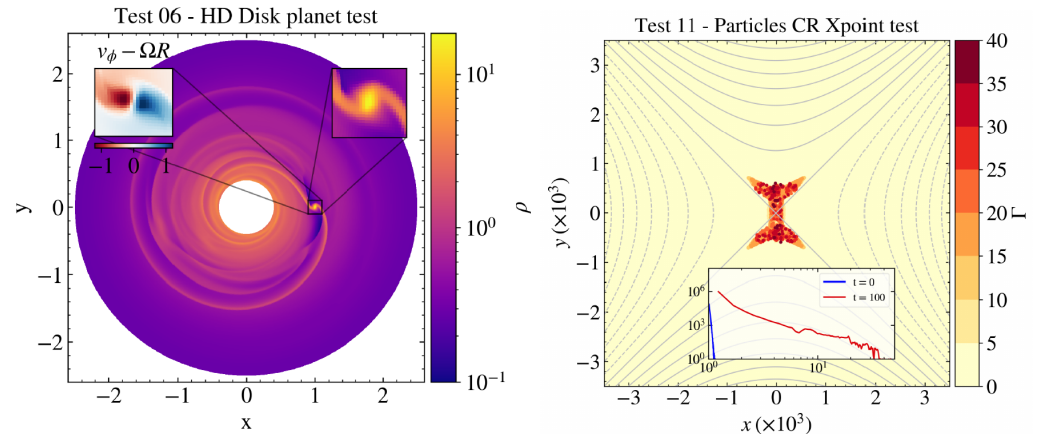 Test 06 - HD Disk planet test
v_ϕ − ΩR
−1 0 1
2
1
0
−1
−2
y
−2 −1 0 1 2
x
10^1
10^0
10^−1
ρ
Test 11 - Particles CR Xpoint test
3
2
1
0
−1
−2
−3
y (×10^3)
−3 −2 −1 0 1 2 3
x (×10^3)
10^6
10^3
10^0
10^0 10^1
t = 0
t = 100
40
35
30
25
20
15
10
5
0
Γ